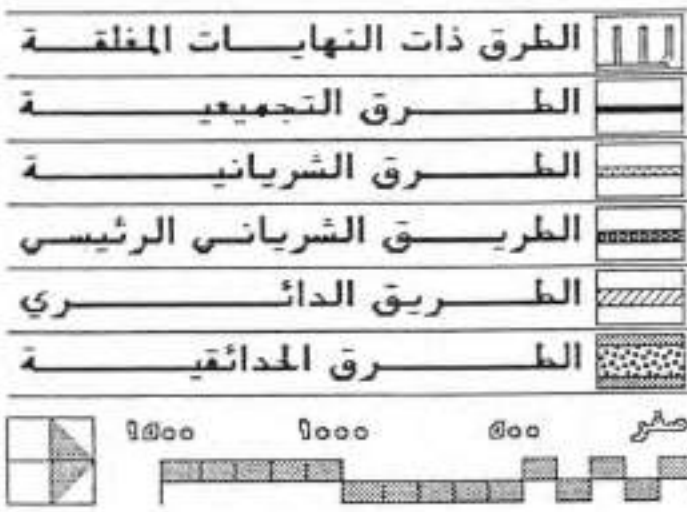 الطرق ذات النهايات المغلقة
الطرق التجميعية
الطرق الشريانية
الطريق الشرياني الرئيسي
الطريق الدائري
الطرق الحدائقية
صفر ٥٠٠ ١٠٠٠ ١٥٠٠